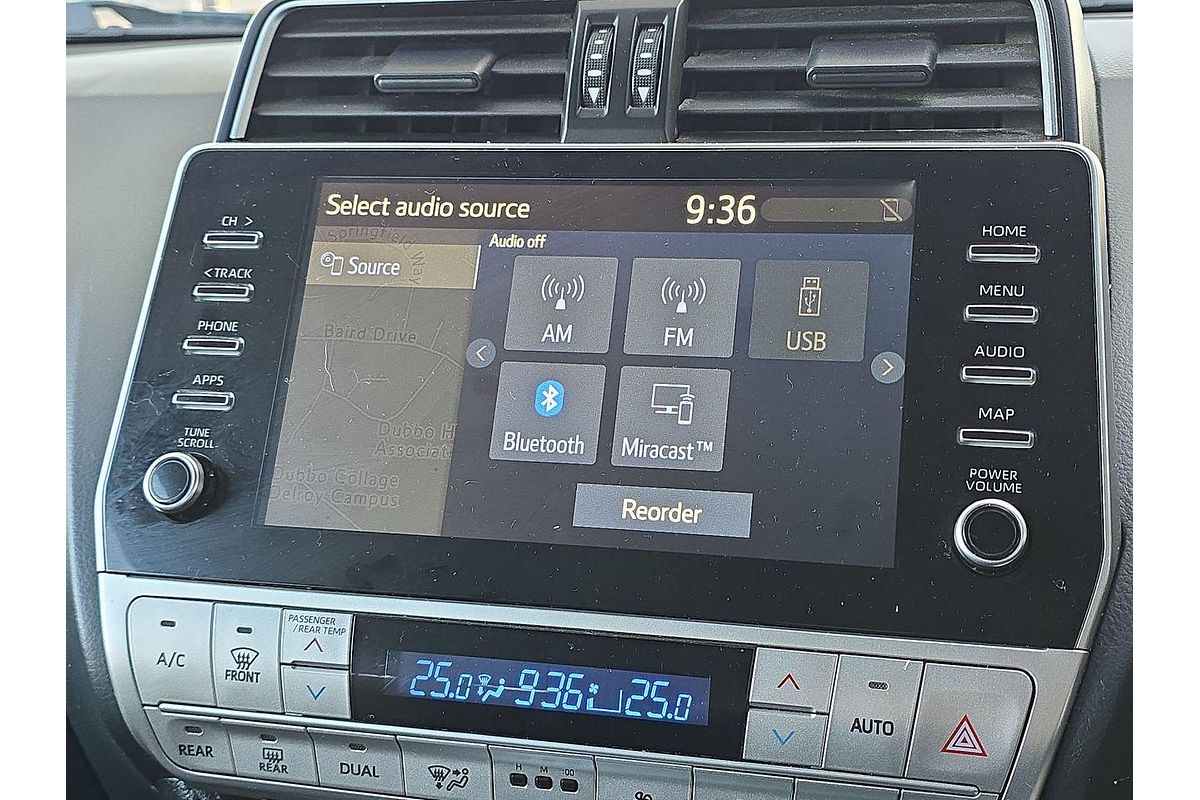 Select audio source
9:36
Audio off
Source
Springfield Way
Baird Drive
Dubbo H
Associat
Dubbo Collage
Delroy Campus
AM
FM
USB
Bluetooth
Miracast™
Reorder
CH >
< TRACK
PHONE
APPS
TUNE
SCROLL
HOME
MENU
AUDIO
MAP
POWER
VOLUME
A/C
FRONT
PASSENGER
/REAR TEMP
25.0
9:36
25.0
AUTO
REAR
REAR
DUAL
H
M
:00